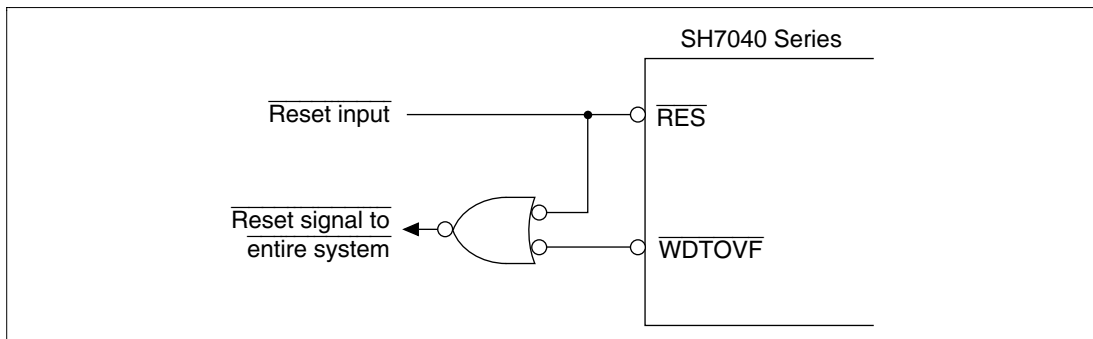 SH7040 Series
Reset input
RES
Reset signal to
entire system
WDTOVF